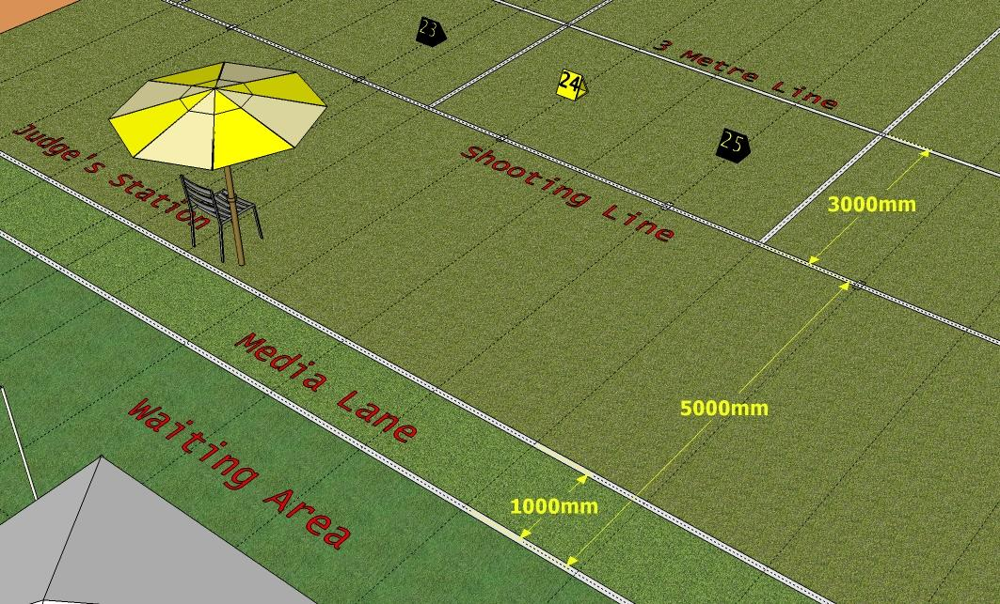 23
3 Metre Line
24
25
Judge's Station
Shooting Line
3000mm
Media Lane
5000mm
Waiting Area
1000mm